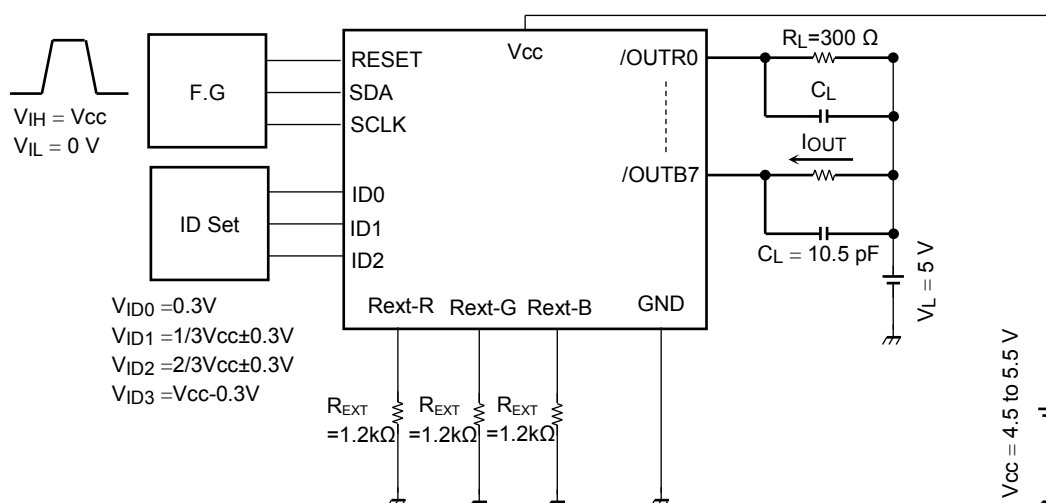 RL=300 Ω
RESET
Vcc
/OUTR0
F.G
SDA
SCLK
CL
VIH = Vcc
VIL = 0 V
IOUT
/OUTB7
ID Set
ID0
ID1
ID2
CL = 10.5 pF
VL = 5 V
VID0 =0.3V
VID1 =1/3Vcc±0.3V
VID2 =2/3Vcc±0.3V
VID3 =Vcc-0.3V
Rext-R
Rext-G
Rext-B
GND
REXT
=1.2kΩ
REXT
=1.2kΩ
REXT
=1.2kΩ
Vcc = 4.5 to 5.5 V